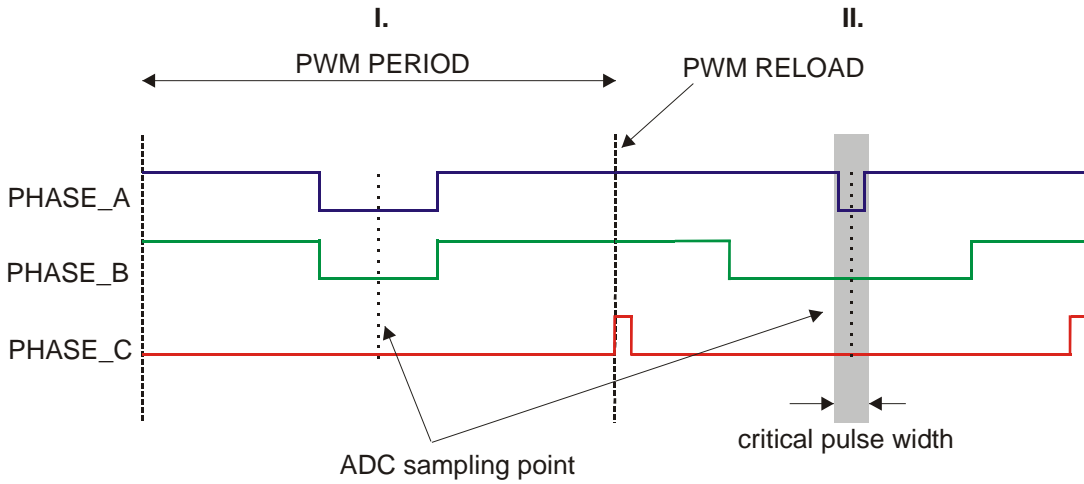 I.
II.
PWM PERIOD
PWM RELOAD
PHASE_A
PHASE_B
PHASE_C
critical pulse width
ADC sampling point